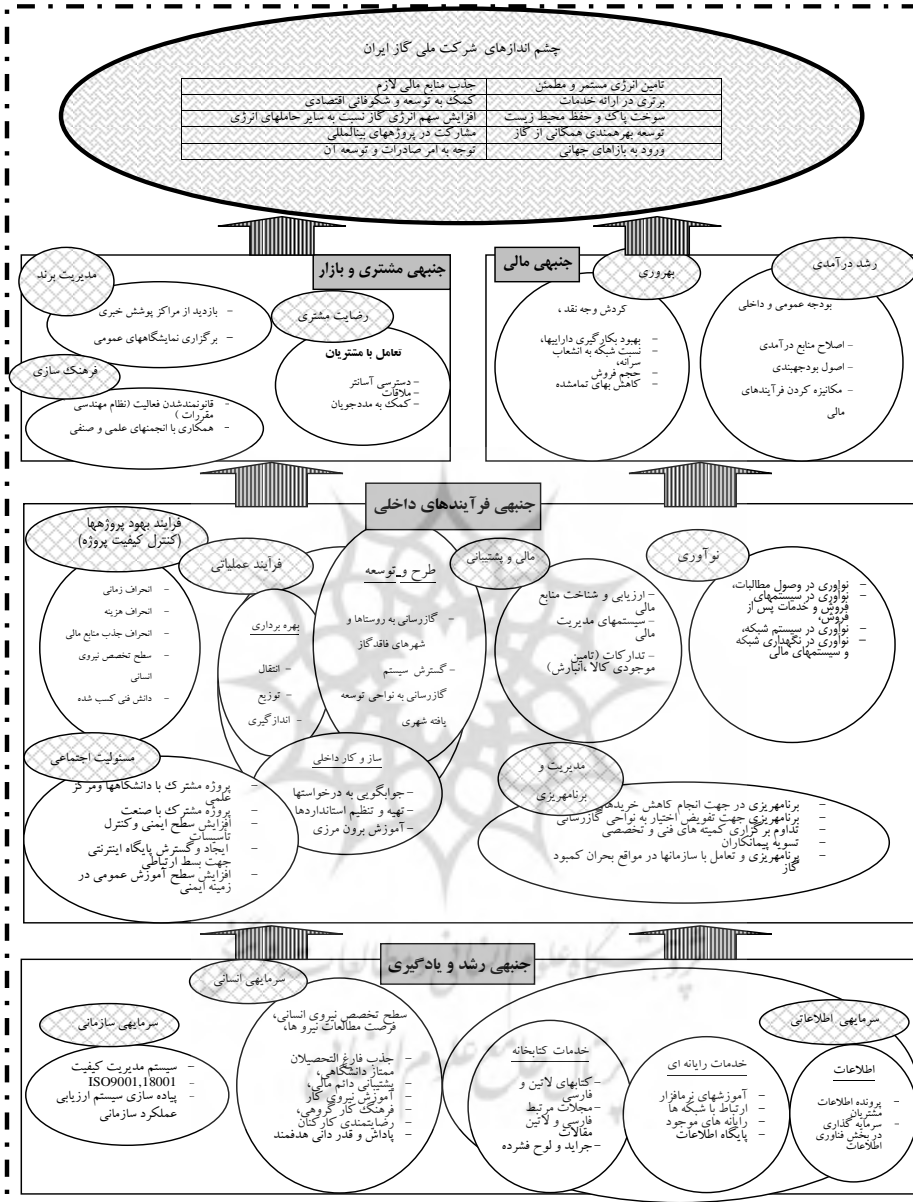 چشم اندازهای شرکت ملی گاز ایران
تامین انرژی مستمر و مطمئن	جذب منابع مالی لازم
برتری در ارائه خدمات	کمک به توسعه و شکوفائی اقتصادی
سوخت پاک و حفظ محیط زیست	افزایش سهم انرژی گاز نسبت به سایر حاملهای انرژی
توسعه بهرهمندی همگانی از گاز	مشارکت در پروژههای بینالمللی
ورود به بازاهای جهانی	توجه به امر صادرات و توسعه آن
جنبهی مالی
رشد درآمدی
بودجه عمومی و داخلی
– اصلاح منابع درآمدی
– اصول بودجهبندی
– مکانیزه کردن فرآیندهای
مالی
بهروری
گردش وجه نقد ،
- بهبود بکارگیری داراییها،
- نسبت شبکه به انشعاب
سرانه،
- حجم فروش
- کاهش بهای تمامشده
جنبهی مشتری و بازار
مدیریت برند
- بازدید از مراکز پوشش خبری
- برگزاری نمایشگاههای عمومی
رضایت مشتری
تعامل با مشتریان
–دسترسی آسانتر
–ملاقات
–کمک به مددجویان
فرهنگ سازی
- قانونمندشدن فعالیت (نظام مهندسی
مقررات )
- همکاری با انجمنهای علمی و صنفی
جنبهی فرآیندهای داخلی
نوآوری
- نوآوری در وصول مطالبات،
- نوآوری در سیستمهای
فروش و خدمات پس از
فروش،
- نوآوری در سیستم شبکه،
- نوآوری در نگهداری شبکه
و سیستمهای مالی
مالی و پشتیبانی
–ارزیابی و شناخت منابع
مالی
–سیستمهای مدیریت
مالی
–تدارکات (تامین
موجودی کالا ،انبارش)
طرح و توسعه
- گازرسانی به روستاها و
شهرهای فاقدگاز
– گسترش سیستم
گازرسانی به نواحی توسعه
یافته شهری
فرآیند عملیاتی
بهره برداری
– انتقال
– توزیع
– اندازگیری
فرایند بهود پروژهها
(کنترل کیفیت پروژه)
- انحراف زمانی
- انحراف هزینه
- انحراف جذب منابع مالی
- سطح تخصص نیروی
انسانی
- دانش فنی کسب شده
ساز و کار داخلی
–جوابگویی به درخواستها
–تهیه و تنظیم استانداردها
–آموزش برون مرزی
مسئولیت اجتماعی
- پروژه مشترک با دانشگاهها ومرکز
علمی
- پروژه مشترک با صنعت
- افزایش سطح ایمنی وکنترل
تاسیسات
- ایجاد وگسترش پایگاه اینترنتی
جهت بسط ارتباطی
- افزایش سطح آموزش عمومی در
زمینه ایمنی
مدیریت و
برنامهریزی
- برنامهریزی در جهت انجام کاهش خریدهای
- برنامهریزی جهت تفویض اختیار به نواحی گازرسانی
- تداوم برگزاری کمیته های فنی و تخصصی
- تسویه پیمانکاران
- برنامهریزی و تعامل با سازمانها در مواقع بحران کمبود
گاز
جنبهی رشد و یادگیری
سرمایهی اطلاعاتی
اطلاعات
- پرونده اطلاعات
مشتریان
- سرمایه گذاری
در بخش فناوری
اطلاعات
خدمات رایانه ای
- آموزشهای نرمافزار
- ارتباط با شبکه ها
- رایانه های موجود
- پایگاه اطلاعات
خدمات کتابخانه
–کتابهای لاتین و
فارسی
–مجلات مرتبط
فارسی و لاتین
مقالات
–جراید و لوح فشرده
سرمایهی انسانی
سطح تخصص نیروی انسانی،
فرصت مطالعات نیرو ها،
- جذب فارغ التحصیلان
ممتاز دانشگاهی،
- پشتیبانی دائم مالی،
- آموزش نیروی کار
- فرهنگ کار گروهی،
- رضایتمندی کارکنان
- پاداش و قدر دانی هدفمند
سرمایهی سازمانی
- سیستم مدیریت کیفیت
- ISO9001,18001
- پیاده سازی سیستم ارزیابی
عملکرد سازمانی
پژوهشگاه علوم انسانی و مطالعات فرهنگی
پرتال جامع علوم انسانی